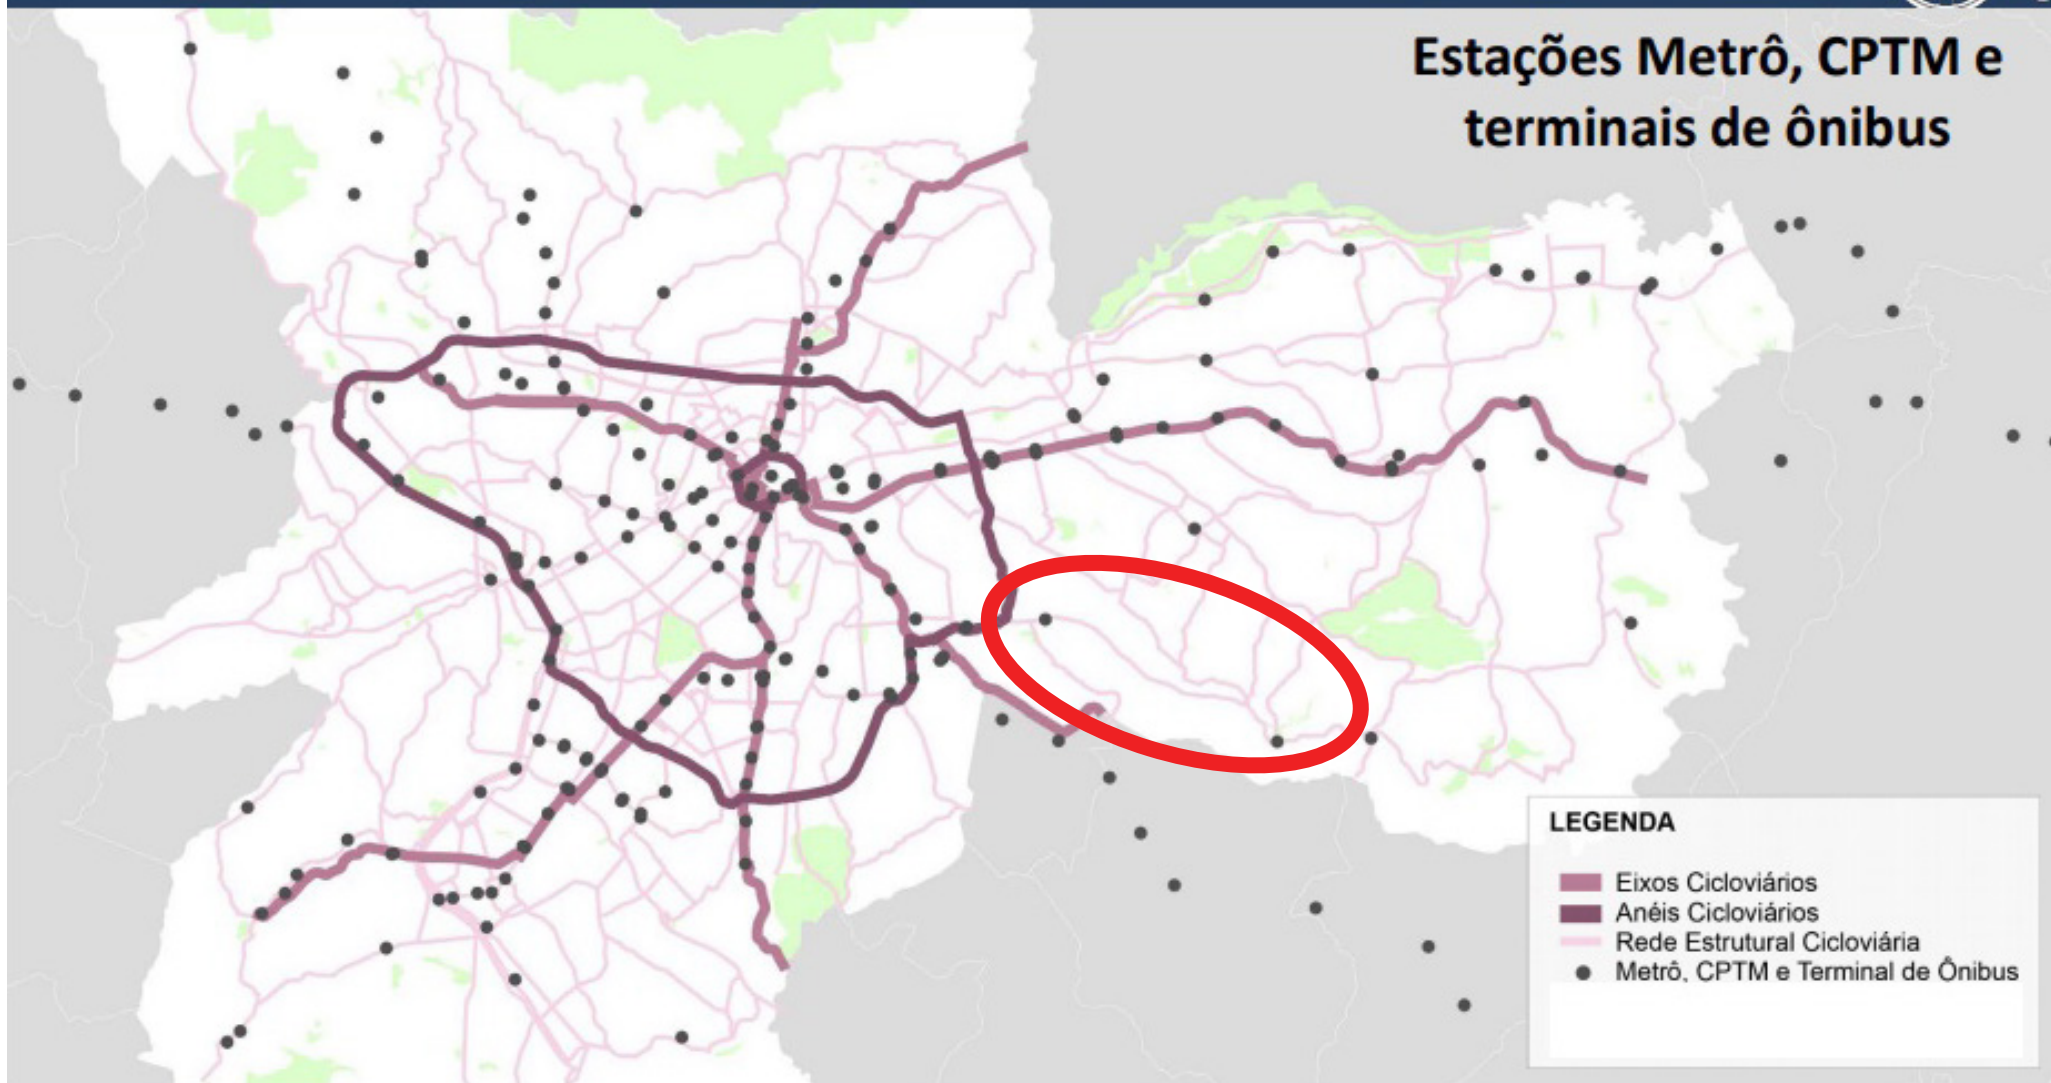 Estações Metrô, CPTM e
terminais de ônibus
LEGENDA
Eixos Cicloviários
Anéis Cicloviários
Rede Estrutural Cicloviária
Metrô, CPTM e Terminal de Ônibus